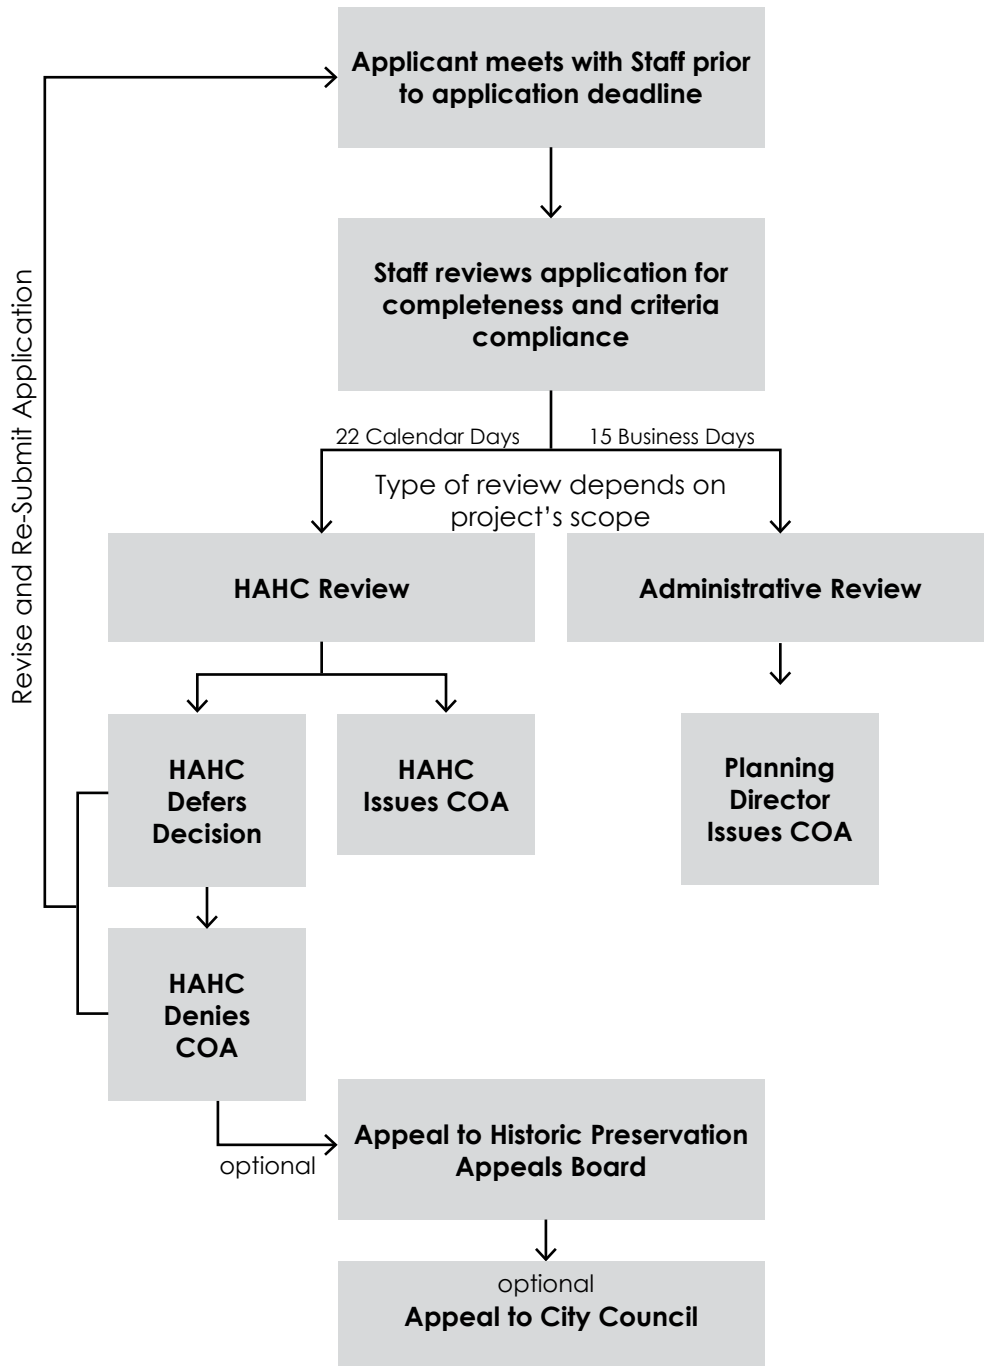 Applicant meets with Staff prior
to application deadline
Revise and Re-Submit Application
Staff reviews application for
completeness and criteria
compliance
22 Calendar Days
15 Business Days
Type of review depends on
project’s scope
HAHC Review
Administrative Review
HAHC
Defers
Decision
HAHC
Issues COA
Planning
Director
Issues COA
HAHC
Denies
COA
optional
Appeal to Historic Preservation
Appeals Board
optional
Appeal to City Council